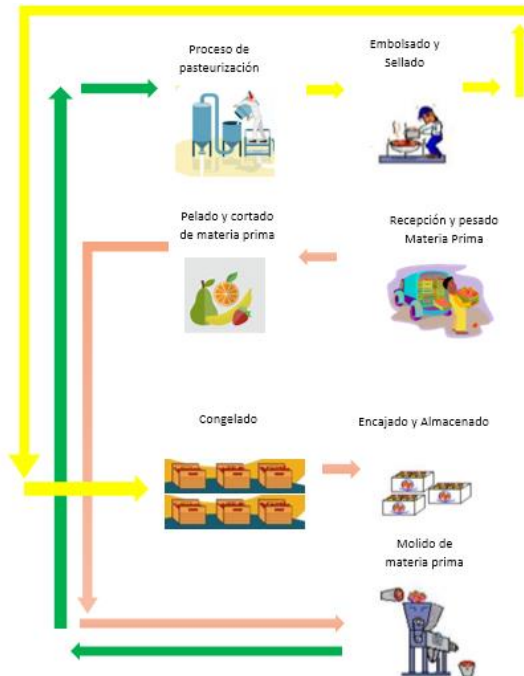 Proceso de
pasteurización
Embolsado y
Sellado
Pelado y cortado
de materia prima
Recepción y pesado
Materia Prima
Congelado
Encajado y Almacenado
Molido de
materia prima